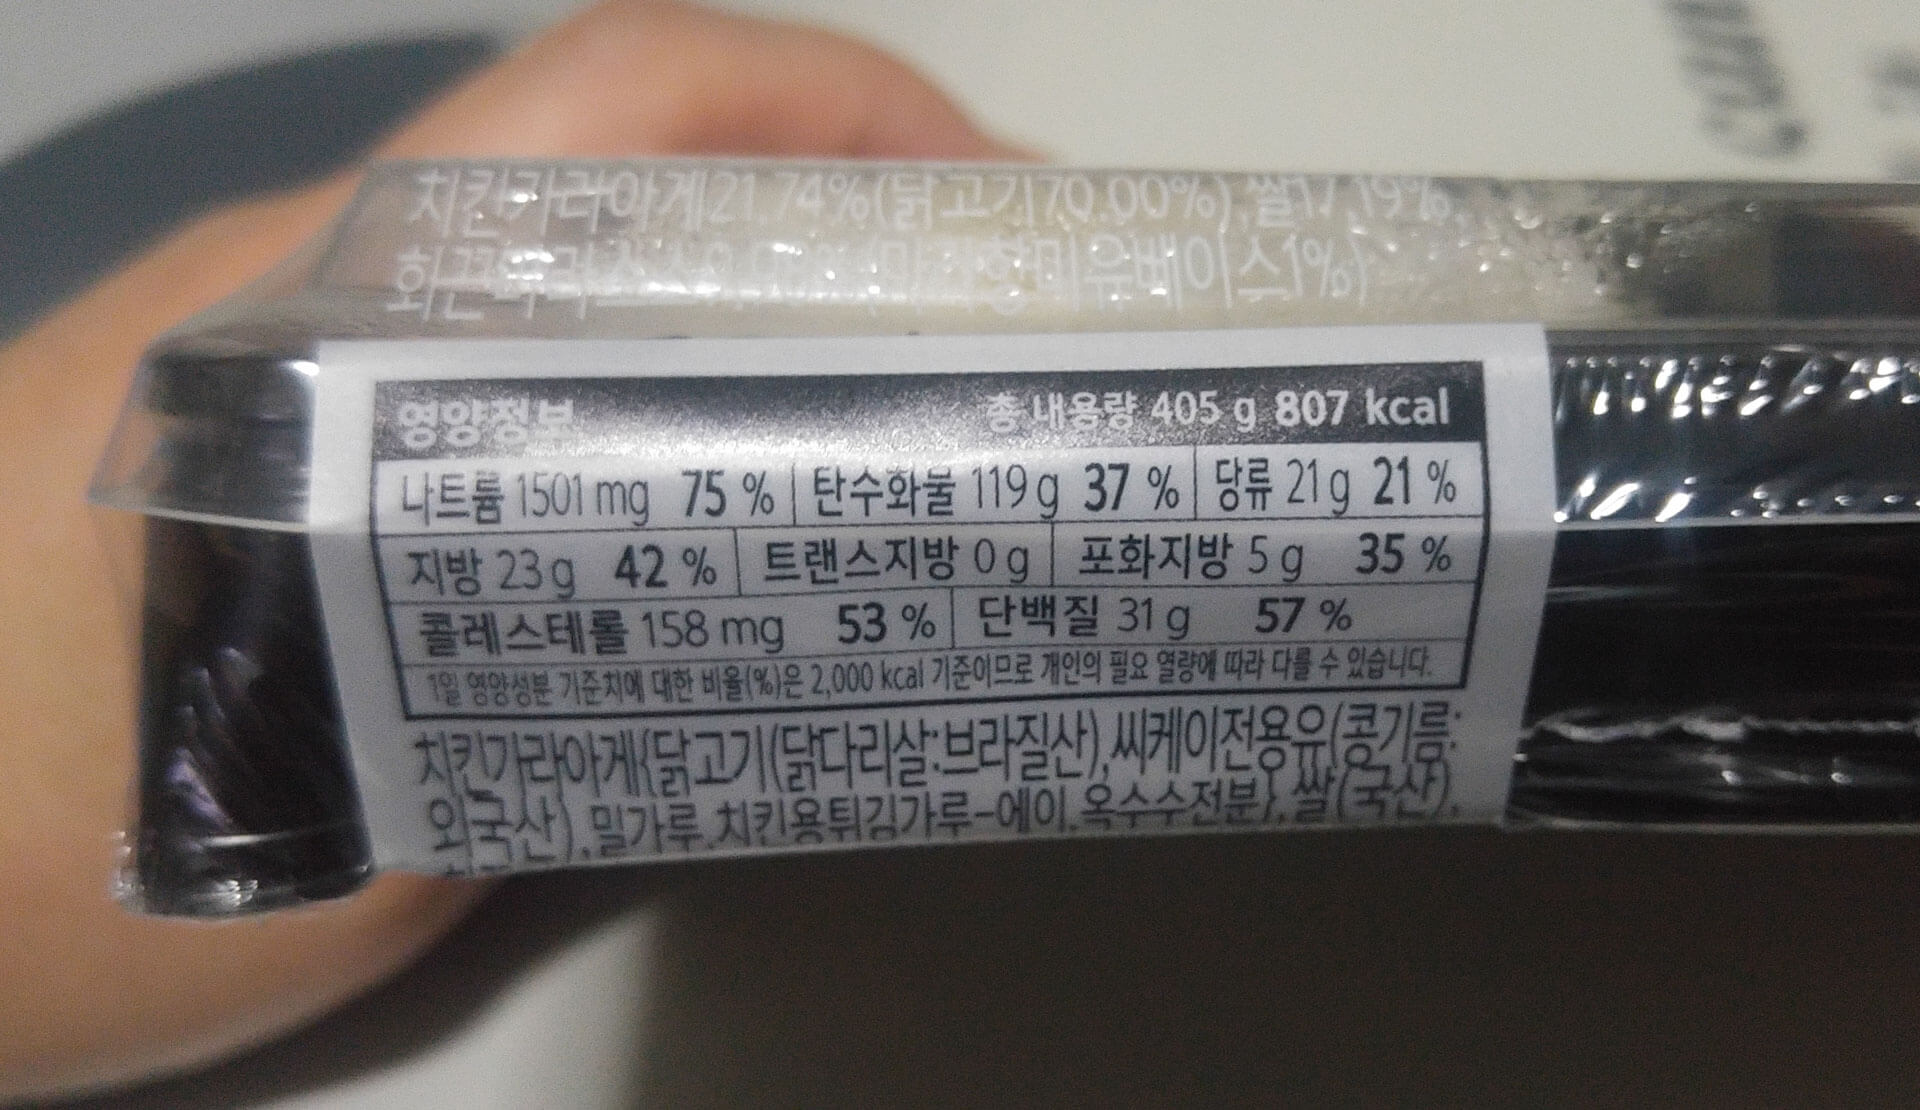 치킨가라아게21.74%(닭고기70.00%),쌀17.19%,
화끈 베이스1%)
영양정보 총 내용량 405 g 807 kcal
나트륨 1501 mg 75 % 탄수화물 119 g 37 % 당류 21 g 21 %
지방 23 g 42 % 트랜스지방 0 g 포화지방 5 g 35 %
콜레스테롤 158 mg 53 % 단백질 31 g 57 %
1일 영양성분 기준치에 대한 비율(%)은 2,000 kcal 기준이므로 개인의 필요 열량에 따라 다를 수 있습니다.
치킨가라아게{닭고기(닭다리살:브라질산),씨케이전용유(콩기름:
외국산),밀가루,치킨용튀김가루-에이,옥수수전분},쌀(국산),